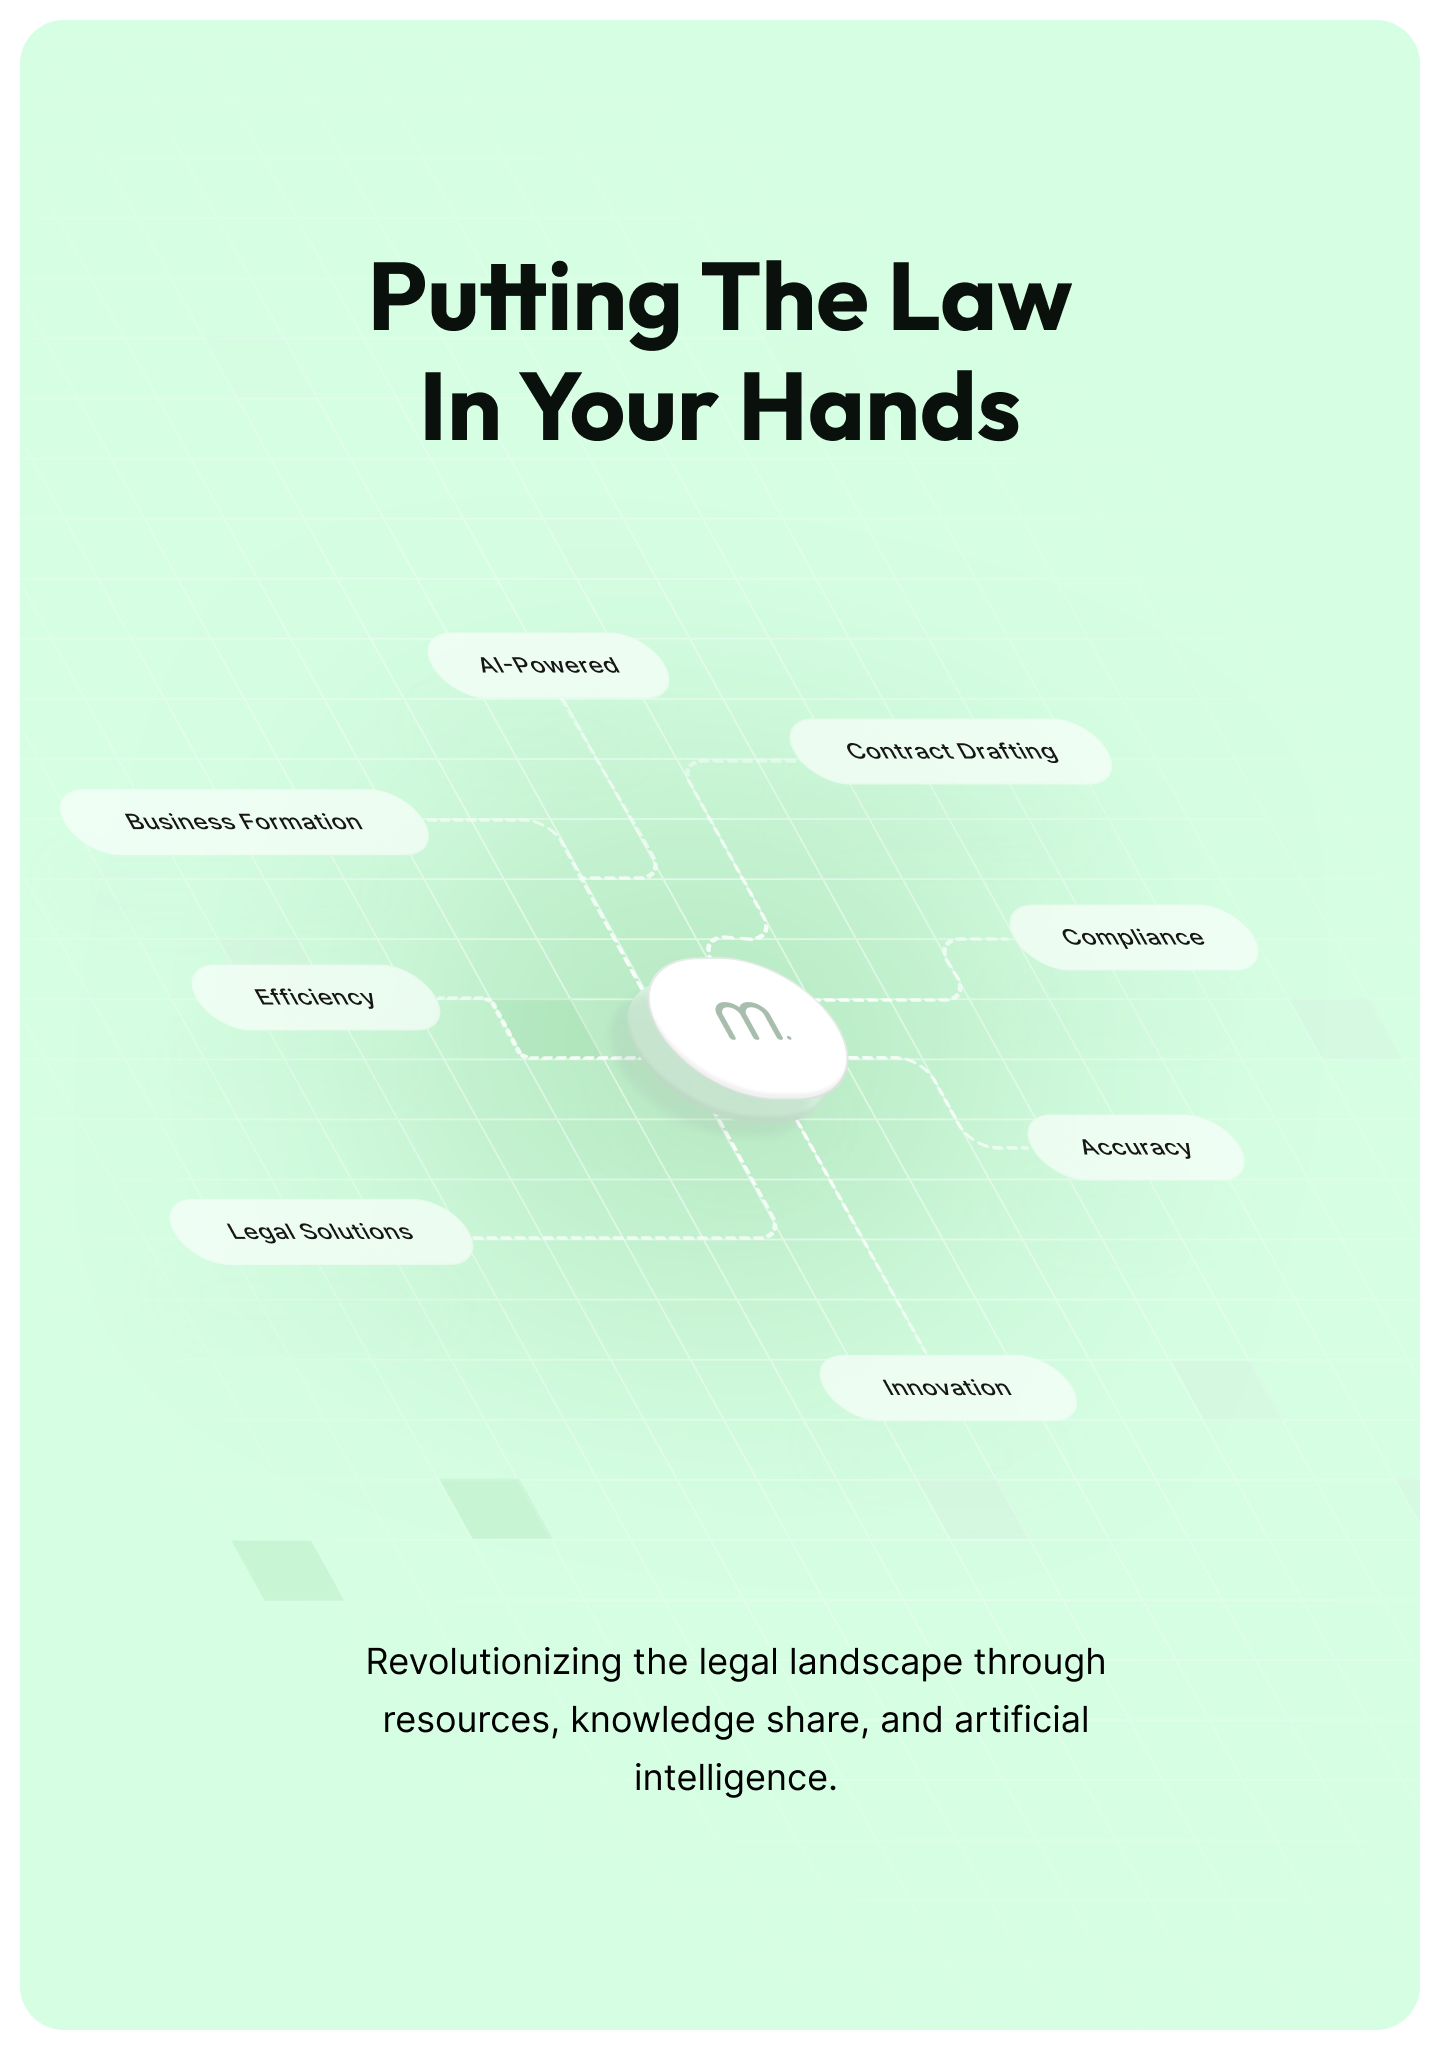 Putting The Law
In Your Hands
AI-Powered
Contract Drafting
Business Formation
Compliance
Efficiency
m.
Accuracy
Legal Solutions
Innovation
Revolutionizing the legal landscape through
resources, knowledge share, and artificial
intelligence.